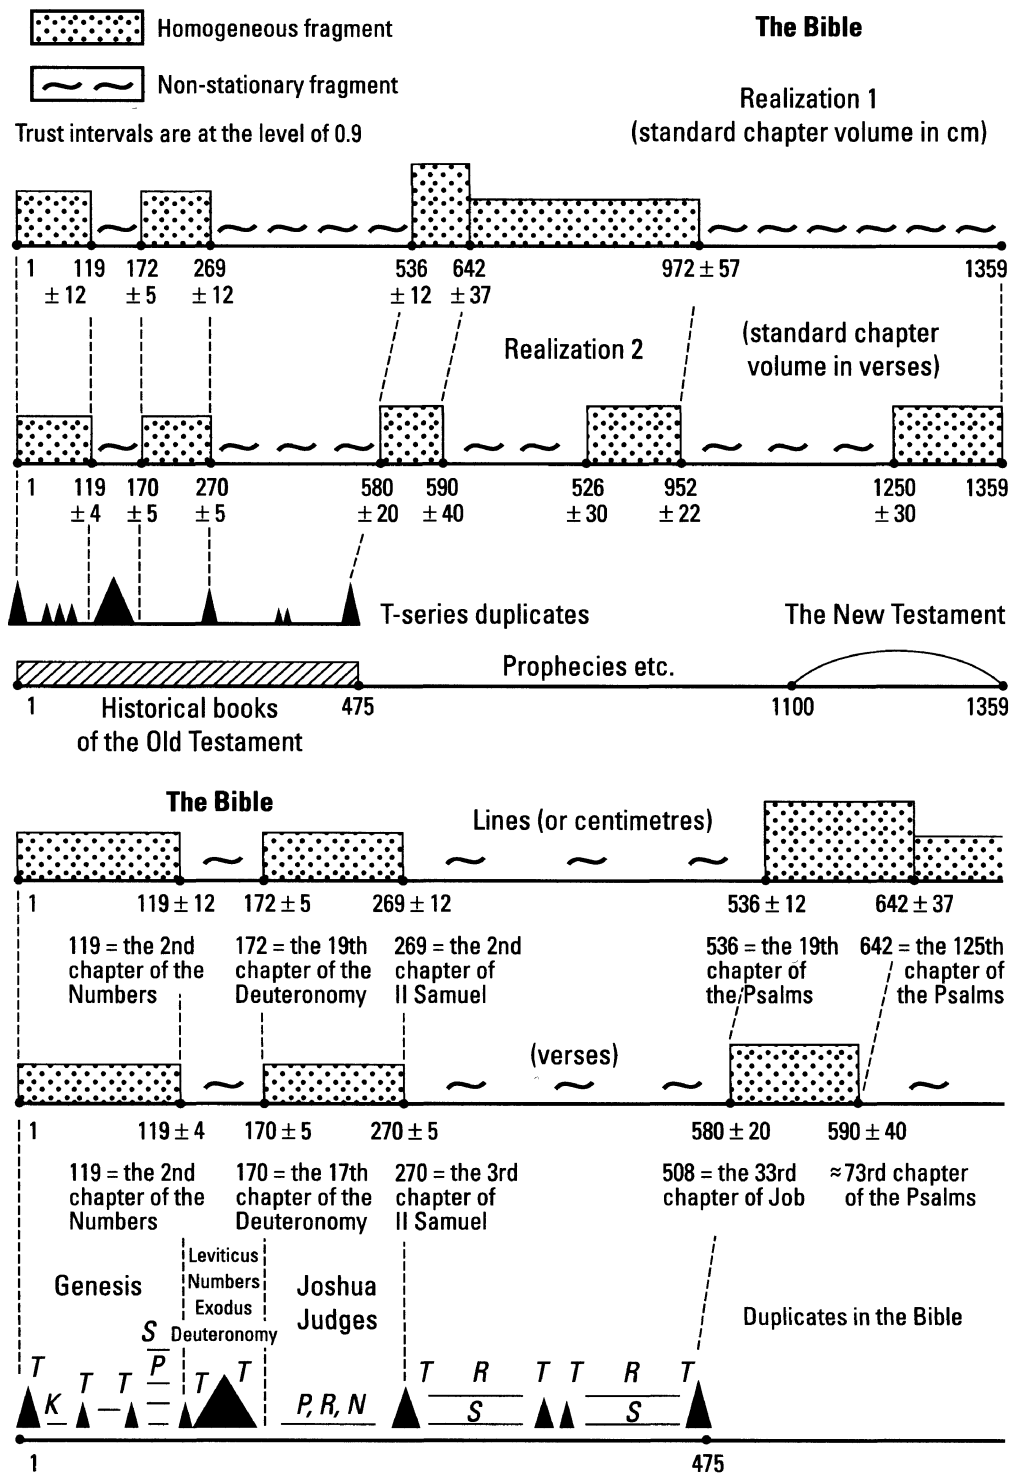 Homogeneous fragment
The Bible
Non-stationary fragment
Realization 1
(standard chapter volume in cm)
Trust intervals are at the level of 0.9
1 119 172 269 536 642 972 ± 57 1359
± 12 ± 5 ± 12 ± 12 ± 37
Realization 2
(standard chapter
volume in verses)
1 119 170 270 580 590 526 952 1250 1359
± 4 ± 5 ± 5 ± 20 ± 40 ± 30 ± 22 ± 30
T-series duplicates
The New Testament
Prophecies etc.
1 475 1100 1359
Historical books
of the Old Testament
The Bible
Lines (or centimetres)
1 119 ± 12 172 ± 5 269 ± 12 536 ± 12 642 ± 37
119 = the 2nd
chapter of the
Numbers
172 = the 19th
chapter of the
Deuteronomy
269 = the 2nd
chapter of
II Samuel
536 = the 19th
chapter of
the Psalms
642 = the 125th
chapter of
the Psalms
(verses)
1 119 ± 4 170 ± 5 270 ± 5 580 ± 20 590 ± 40
119 = the 2nd
chapter of the
Numbers
170 = the 17th
chapter of the
Deuteronomy
270 = the 3rd
chapter of
II Samuel
508 = the 33rd
chapter of Job
≈ 73rd chapter
of the Psalms
Genesis
Leviticus
Numbers
Exodus
Deuteronomy
Joshua
Judges
Duplicates in the Bible
S
P
T T T T T T R T T R T
K P, R, N S S
1 475